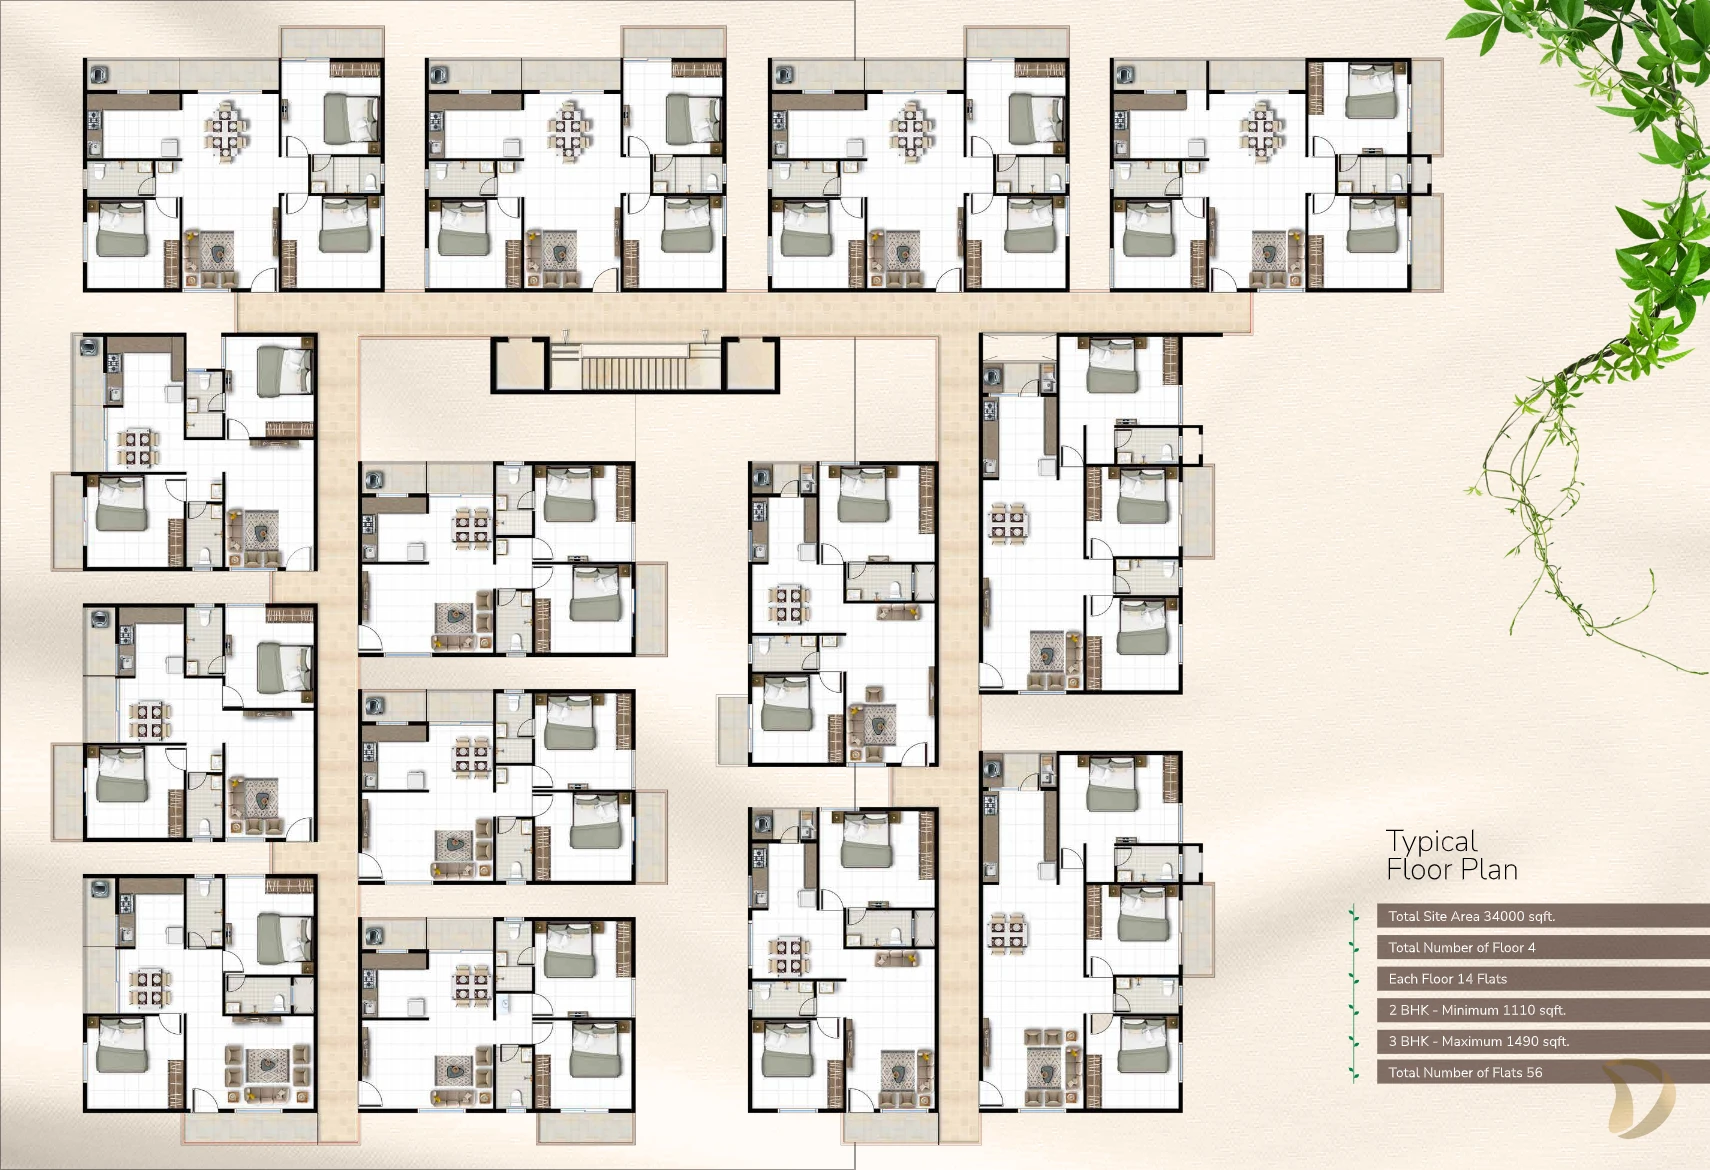 Typical
Floor Plan
Total Site Area 34000 sqft.
Total Number of Floor 4
Each Floor 14 Flats
2 BHK - Minimum 1110 sqft.
3 BHK - Maximum 1490 sqft.
Total Number of Flats 56